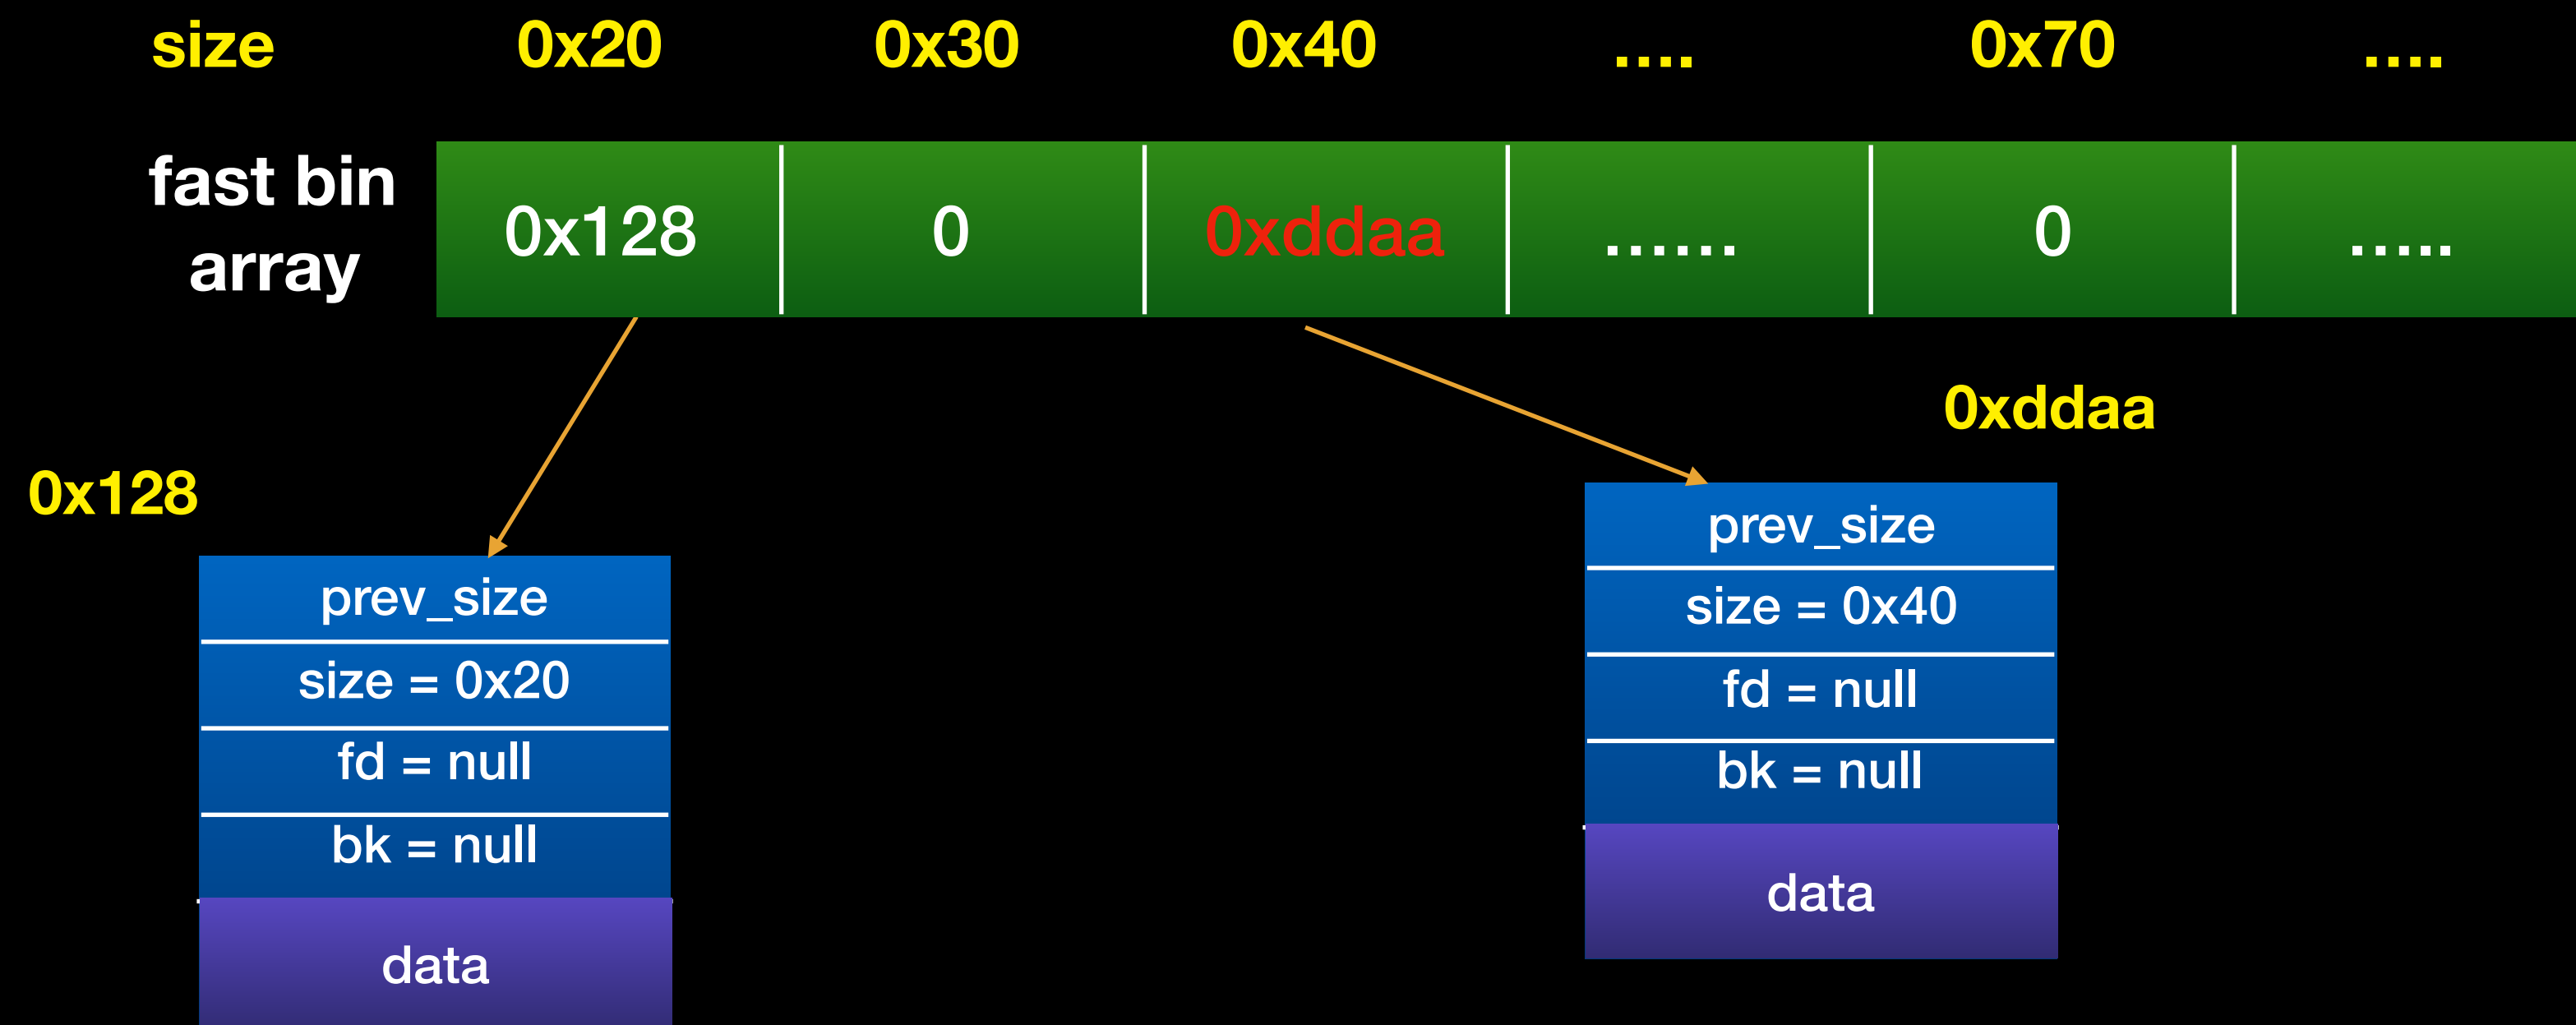 size 0x20 0x30 0x40 .... 0x70 ....
fast bin
array
0x128 0 0xddaa ...... 0 .....
0xddaa
0x128
prev_size
size = 0x20
fd = null
bk = null
data
prev_size
size = 0x40
fd = null
bk = null
data